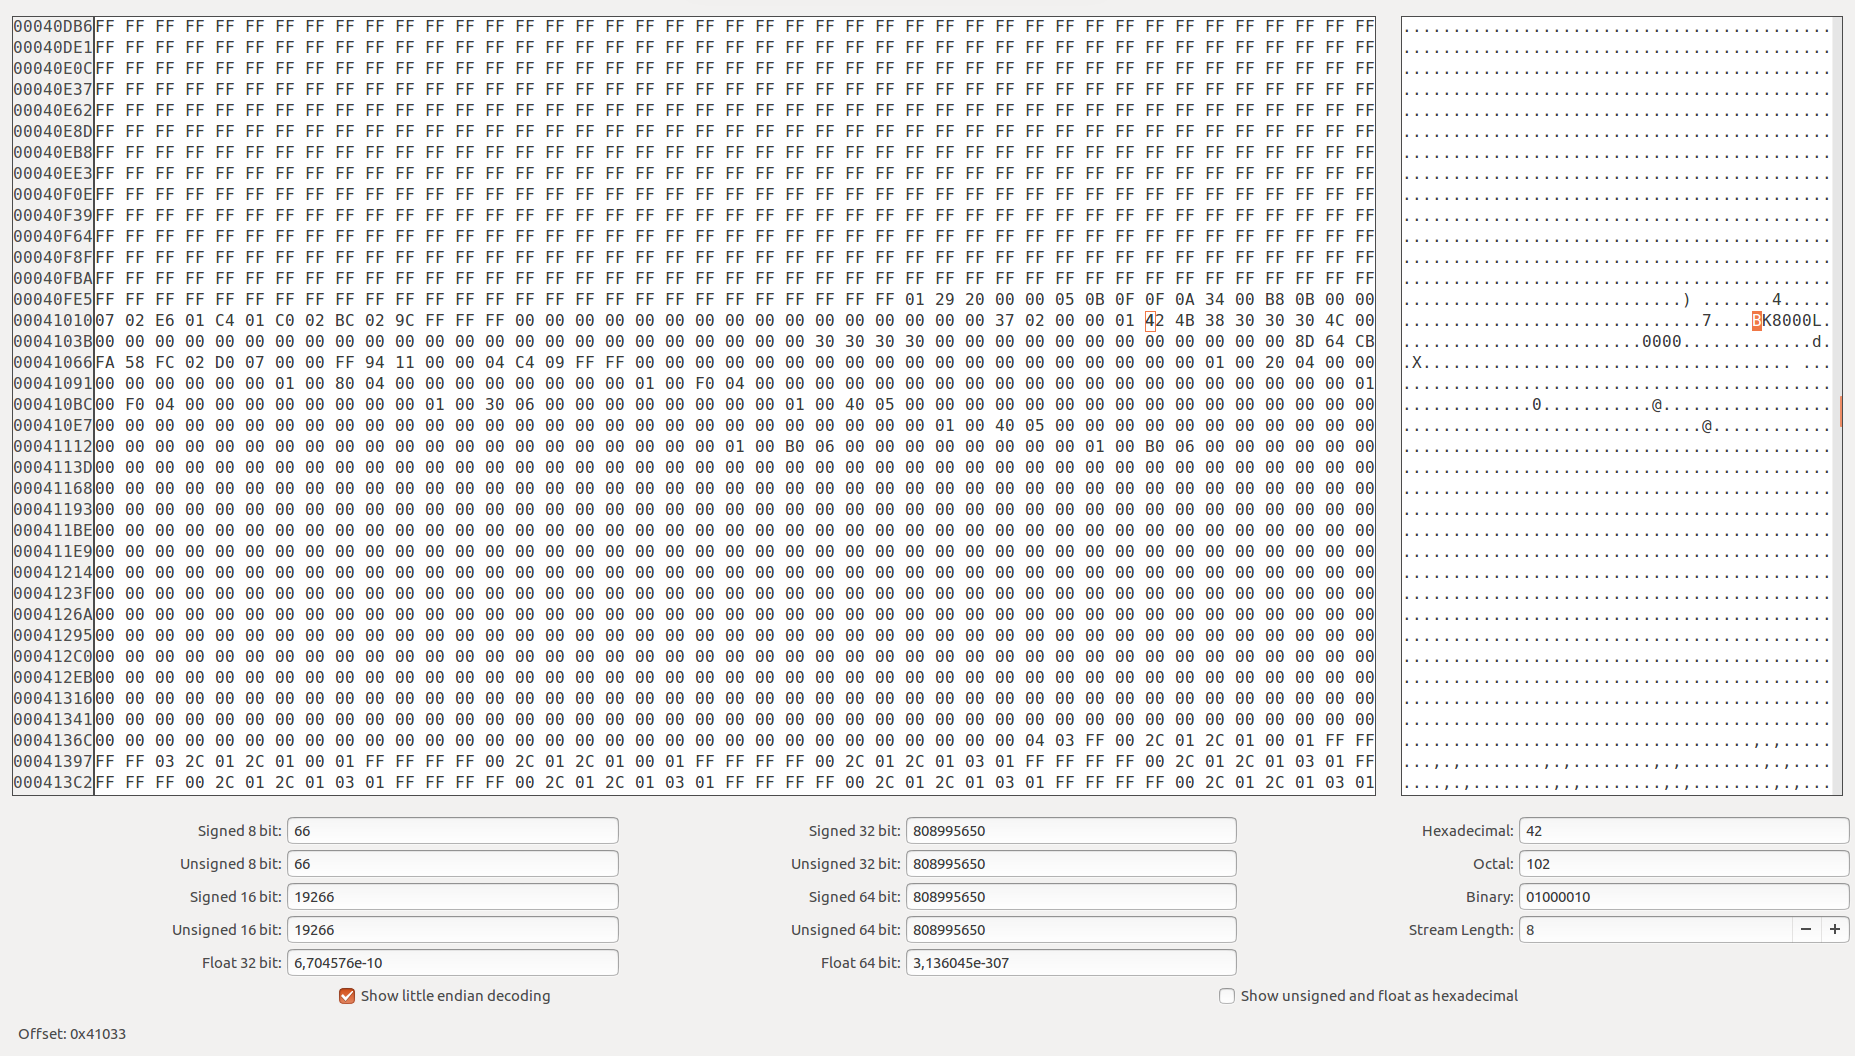 00040DB6 FF FF FF FF FF FF FF FF FF FF FF FF FF FF FF FF FF FF FF FF FF FF FF FF FF FF FF FF FF FF FF FF FF FF FF FF FF FF FF FF FF FF FF ...........................................
00040DE1 FF FF FF FF FF FF FF FF FF FF FF FF FF FF FF FF FF FF FF FF FF FF FF FF FF FF FF FF FF FF FF FF FF FF FF FF FF FF FF FF FF FF FF ...........................................
00040E0C FF FF FF FF FF FF FF FF FF FF FF FF FF FF FF FF FF FF FF FF FF FF FF FF FF FF FF FF FF FF FF FF FF FF FF FF FF FF FF FF FF FF FF ...........................................
00040E37 FF FF FF FF FF FF FF FF FF FF FF FF FF FF FF FF FF FF FF FF FF FF FF FF FF FF FF FF FF FF FF FF FF FF FF FF FF FF FF FF FF FF FF ...........................................
00040E62 FF FF FF FF FF FF FF FF FF FF FF FF FF FF FF FF FF FF FF FF FF FF FF FF FF FF FF FF FF FF FF FF FF FF FF FF FF FF FF FF FF FF FF ...........................................
00040E8D FF FF FF FF FF FF FF FF FF FF FF FF FF FF FF FF FF FF FF FF FF FF FF FF FF FF FF FF FF FF FF FF FF FF FF FF FF FF FF FF FF FF FF ...........................................
00040EB8 FF FF FF FF FF FF FF FF FF FF FF FF FF FF FF FF FF FF FF FF FF FF FF FF FF FF FF FF FF FF FF FF FF FF FF FF FF FF FF FF FF FF FF ...........................................
00040EE3 FF FF FF FF FF FF FF FF FF FF FF FF FF FF FF FF FF FF FF FF FF FF FF FF FF FF FF FF FF FF FF FF FF FF FF FF FF FF FF FF FF FF FF ...........................................
00040F0E FF FF FF FF FF FF FF FF FF FF FF FF FF FF FF FF FF FF FF FF FF FF FF FF FF FF FF FF FF FF FF FF FF FF FF FF FF FF FF FF FF FF FF ...........................................
00040F39 FF FF FF FF FF FF FF FF FF FF FF FF FF FF FF FF FF FF FF FF FF FF FF FF FF FF FF FF FF FF FF FF FF FF FF FF FF FF FF FF FF FF FF ...........................................
00040F64 FF FF FF FF FF FF FF FF FF FF FF FF FF FF FF FF FF FF FF FF FF FF FF FF FF FF FF FF FF FF FF FF FF FF FF FF FF FF FF FF FF FF FF ...........................................
00040F8F FF FF FF FF FF FF FF FF FF FF FF FF FF FF FF FF FF FF FF FF FF FF FF FF FF FF FF FF FF FF FF FF FF FF FF FF FF FF FF FF FF FF FF ...........................................
00040FBA FF FF FF FF FF FF FF FF FF FF FF FF FF FF FF FF FF FF FF FF FF FF FF FF FF FF FF FF FF FF FF FF FF FF FF FF FF FF FF FF FF FF FF ...........................................
00040FE5 FF FF FF FF FF FF FF FF FF FF FF FF FF FF FF FF FF FF FF FF FF FF FF FF FF FF FF 01 29 20 00 00 05 0B 0F 0F 0A 34 00 B8 0B 00 00 ............................) .......4.....
00041010 07 02 E6 01 C4 01 C0 02 BC 02 9C FF FF FF 00 00 00 00 00 00 00 00 00 00 00 00 00 00 00 00 37 02 00 00 01 42 4B 38 30 30 30 4C 00 ..............................7....BK8000L.
0004103B 00 00 00 00 00 00 00 00 00 00 00 00 00 00 00 00 00 00 00 00 00 00 00 00 30 30 30 30 00 00 00 00 00 00 00 00 00 00 00 00 8D 64 CB ........................0000.............d.
00041066 FA 58 FC 02 D0 07 00 00 FF 94 11 00 00 04 C4 09 FF FF 00 00 00 00 00 00 00 00 00 00 00 00 00 00 00 00 00 00 00 01 00 20 04 00 00 .X..................................... ...
00041091 00 00 00 00 00 00 01 00 80 04 00 00 00 00 00 00 00 00 01 00 F0 04 00 00 00 00 00 00 00 00 00 00 00 00 00 00 00 00 00 00 00 00 01 ...........................................
000410BC 00 F0 04 00 00 00 00 00 00 00 00 01 00 30 06 00 00 00 00 00 00 00 00 01 00 40 05 00 00 00 00 00 00 00 00 00 00 00 00 00 00 00 00 .............0...........@.................
000410E7 00 00 00 00 00 00 00 00 00 00 00 00 00 00 00 00 00 00 00 00 00 00 00 00 00 00 00 00 01 00 40 05 00 00 00 00 00 00 00 00 00 00 00 ..............................@............
00041112 00 00 00 00 00 00 00 00 00 00 00 00 00 00 00 00 00 00 00 00 00 01 00 B0 06 00 00 00 00 00 00 00 00 01 00 B0 06 00 00 00 00 00 00 ...........................................
0004113D 00 00 00 00 00 00 00 00 00 00 00 00 00 00 00 00 00 00 00 00 00 00 00 00 00 00 00 00 00 00 00 00 00 00 00 00 00 00 00 00 00 00 00 ...........................................
00041168 00 00 00 00 00 00 00 00 00 00 00 00 00 00 00 00 00 00 00 00 00 00 00 00 00 00 00 00 00 00 00 00 00 00 00 00 00 00 00 00 00 00 00 ...........................................
00041193 00 00 00 00 00 00 00 00 00 00 00 00 00 00 00 00 00 00 00 00 00 00 00 00 00 00 00 00 00 00 00 00 00 00 00 00 00 00 00 00 00 00 00 ...........................................
000411BE 00 00 00 00 00 00 00 00 00 00 00 00 00 00 00 00 00 00 00 00 00 00 00 00 00 00 00 00 00 00 00 00 00 00 00 00 00 00 00 00 00 00 00 ...........................................
000411E9 00 00 00 00 00 00 00 00 00 00 00 00 00 00 00 00 00 00 00 00 00 00 00 00 00 00 00 00 00 00 00 00 00 00 00 00 00 00 00 00 00 00 00 ...........................................
00041214 00 00 00 00 00 00 00 00 00 00 00 00 00 00 00 00 00 00 00 00 00 00 00 00 00 00 00 00 00 00 00 00 00 00 00 00 00 00 00 00 00 00 00 ...........................................
0004123F 00 00 00 00 00 00 00 00 00 00 00 00 00 00 00 00 00 00 00 00 00 00 00 00 00 00 00 00 00 00 00 00 00 00 00 00 00 00 00 00 00 00 00 ...........................................
0004126A 00 00 00 00 00 00 00 00 00 00 00 00 00 00 00 00 00 00 00 00 00 00 00 00 00 00 00 00 00 00 00 00 00 00 00 00 00 00 00 00 00 00 00 ...........................................
00041295 00 00 00 00 00 00 00 00 00 00 00 00 00 00 00 00 00 00 00 00 00 00 00 00 00 00 00 00 00 00 00 00 00 00 00 00 00 00 00 00 00 00 00 ...........................................
000412C0 00 00 00 00 00 00 00 00 00 00 00 00 00 00 00 00 00 00 00 00 00 00 00 00 00 00 00 00 00 00 00 00 00 00 00 00 00 00 00 00 00 00 00 ...........................................
000412EB 00 00 00 00 00 00 00 00 00 00 00 00 00 00 00 00 00 00 00 00 00 00 00 00 00 00 00 00 00 00 00 00 00 00 00 00 00 00 00 00 00 00 00 ...........................................
00041316 00 00 00 00 00 00 00 00 00 00 00 00 00 00 00 00 00 00 00 00 00 00 00 00 00 00 00 00 00 00 00 00 00 00 00 00 00 00 00 00 00 00 00 ...........................................
00041341 00 00 00 00 00 00 00 00 00 00 00 00 00 00 00 00 00 00 00 00 00 00 00 00 00 00 00 00 00 00 00 00 00 00 00 00 00 00 00 00 00 00 00 ...........................................
0004136C 00 00 00 00 00 00 00 00 00 00 00 00 00 00 00 00 00 00 00 00 00 00 00 00 00 00 00 00 00 00 00 04 03 FF 00 2C 01 2C 01 00 01 FF FF ...................................,.,.....
00041397 FF FF 03 2C 01 2C 01 00 01 FF FF FF FF 00 2C 01 2C 01 00 01 FF FF FF FF 00 2C 01 2C 01 03 01 FF FF FF FF 00 2C 01 2C 01 03 01 FF ...,.,........,.,........,.,........,.,....
000413C2 FF FF FF 00 2C 01 2C 01 03 01 FF FF FF FF 00 2C 01 2C 01 03 01 FF FF FF FF 00 2C 01 2C 01 03 01 FF FF FF FF 00 2C 01 2C 01 03 01 ....,.,........,.,........,.,........,.,...
Signed 8 bit: 66 Signed 32 bit: 808995650 Hexadecimal: 42
Unsigned 8 bit: 66 Unsigned 32 bit: 808995650 Octal: 102
Signed 16 bit: 19266 Signed 64 bit: 808995650 Binary: 01000010
Unsigned 16 bit: 19266 Unsigned 64 bit: 808995650 Stream Length: 8 − +
Float 32 bit: 6,704576e-10 Float 64 bit: 3,136045e-307
Show little endian decoding Show unsigned and float as hexadecimal
Offset: 0x41033